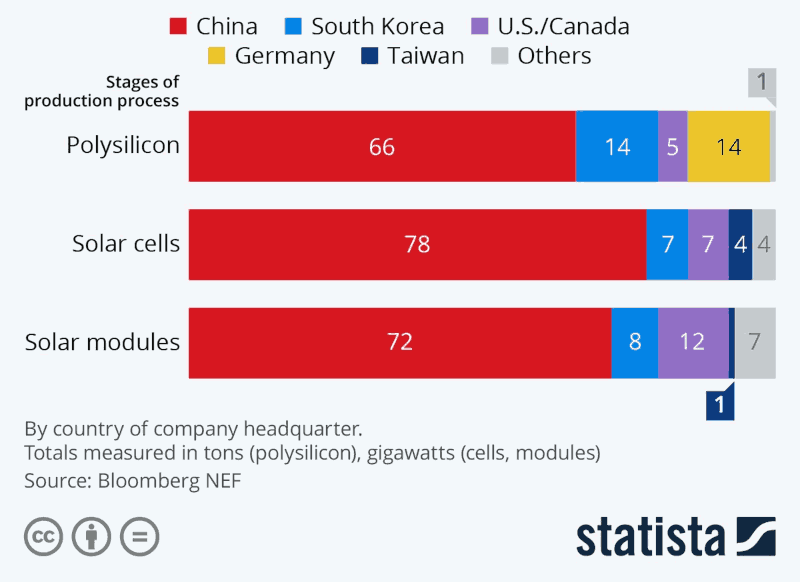 China South Korea U.S./Canada
Germany Taiwan Others
Stages of
production process
1
Polysilicon 66 14 5 14
Solar cells 78 7 7 4 4
Solar modules 72 8 12 7
1
By country of company headquarter.
Totals measured in tons (polysilicon), gigawatts (cells, modules)
Source: Bloomberg NEF
cc
statista